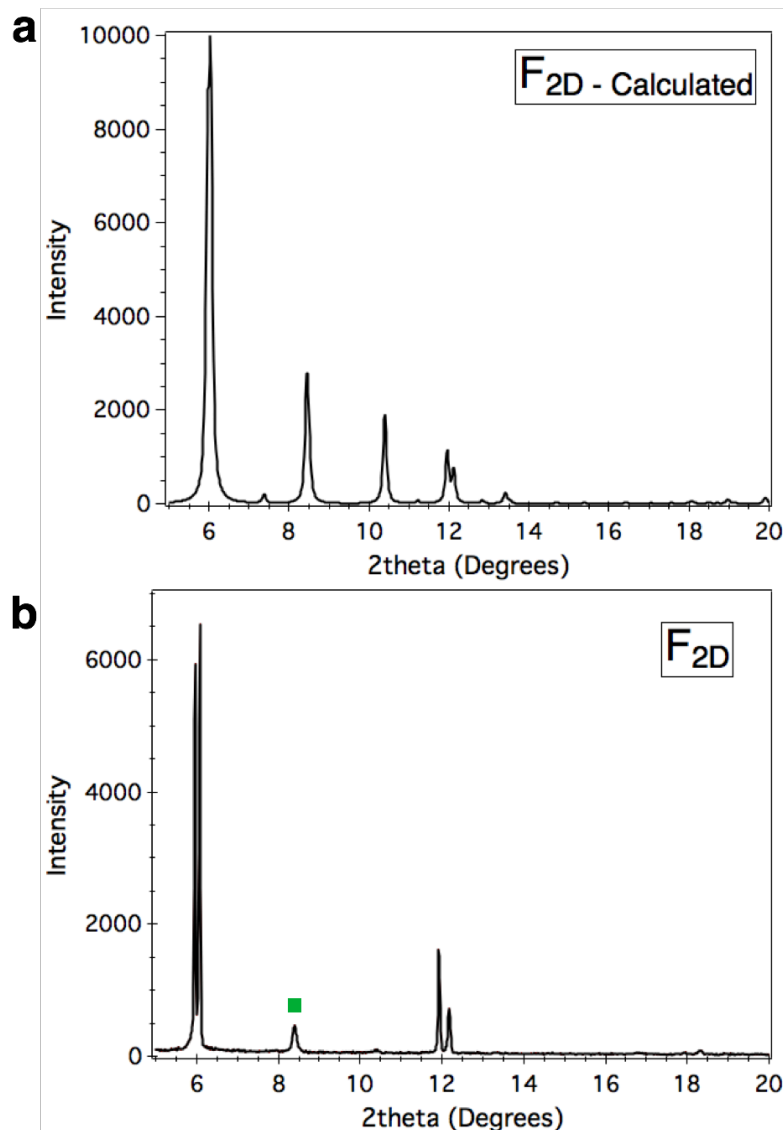 a
F2D - Calculated
10000
8000
6000
4000
2000
0
Intensity
6 8 10 12 14 16 18 20
2theta (Degrees)
b
F2D
6000
4000
2000
0
Intensity
6 8 10 12 14 16 18 20
2theta (Degrees)